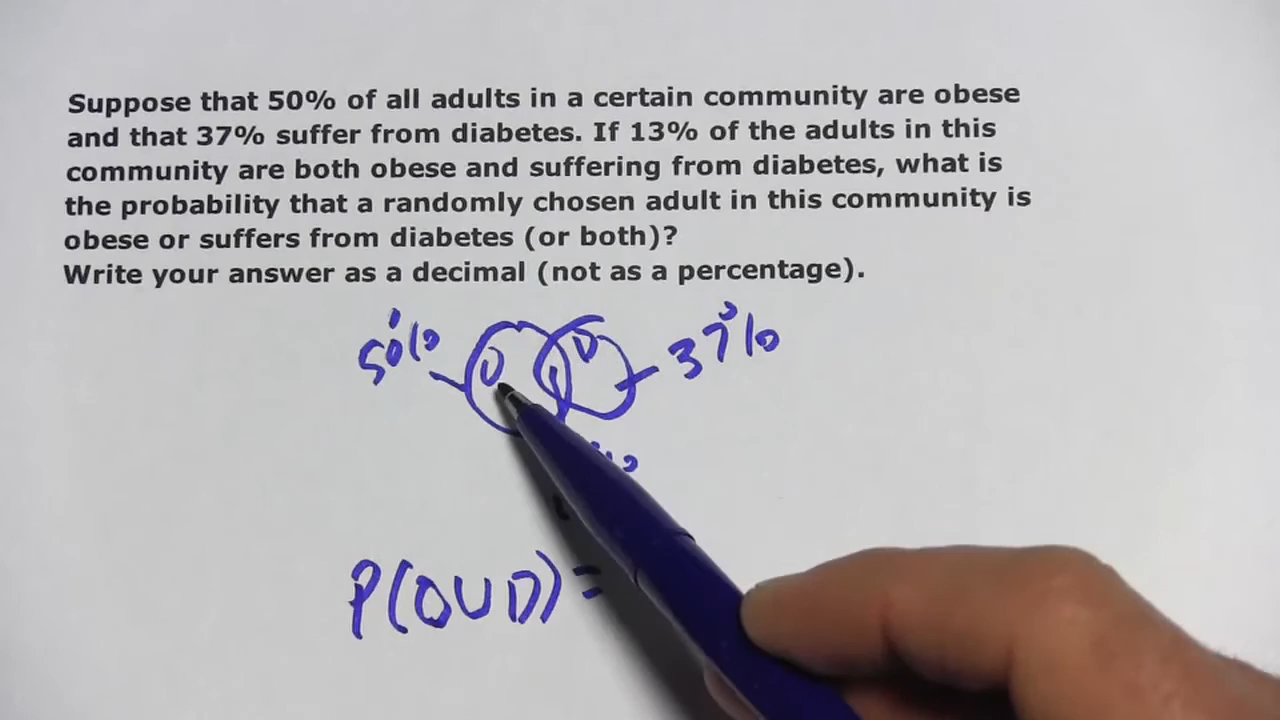 Suppose that 50% of all adults in a certain community are obese
and that 37% suffer from diabetes. If 13% of the adults in this
community are both obese and suffering from diabetes, what is
the probability that a randomly chosen adult in this community is
obese or suffers from diabetes (or both)?
Write your answer as a decimal (not as a percentage).
50% O D 37%
P(OUD)=